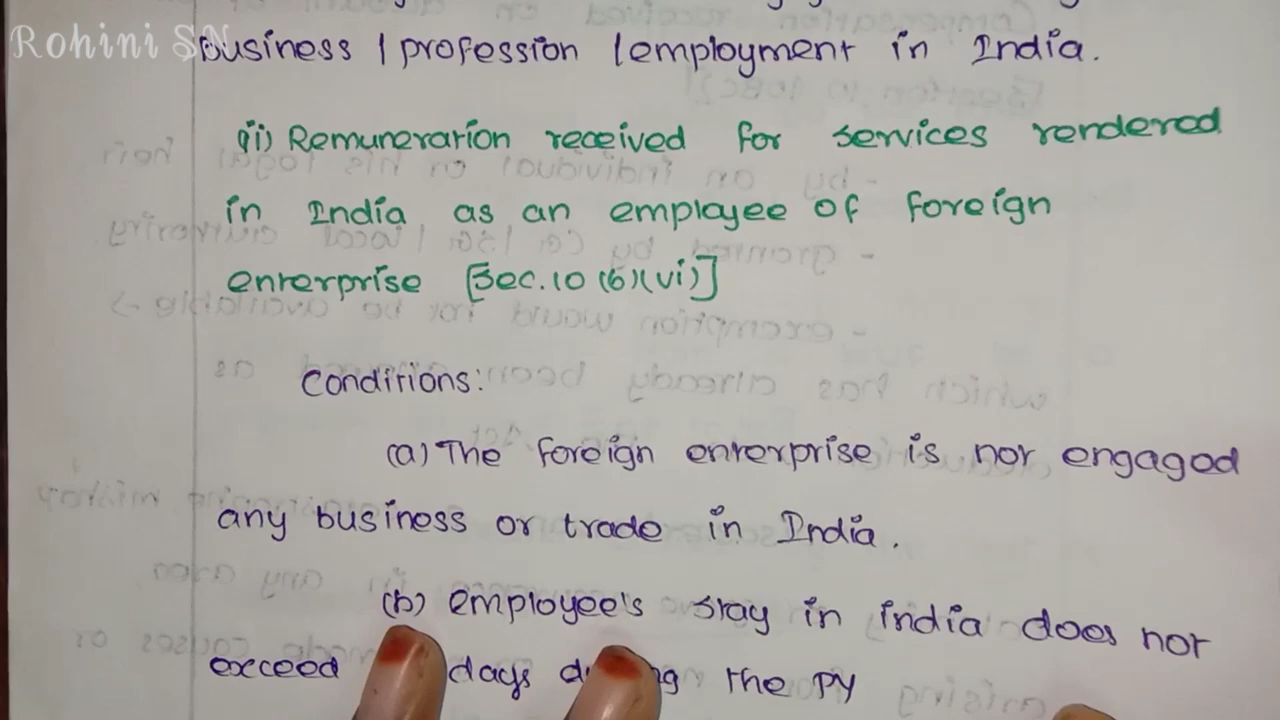 Rohini SN
business / profession / employment in India.
(ii) Remuneration received for services rendered
in India as an employee of foreign
enterprise [Sec. 10 (6)(vi)]
Conditions:
(a) The foreign enterprise is not engaged
any business or trade in India.
(b) employee's stay in india does not
exceed days the PY